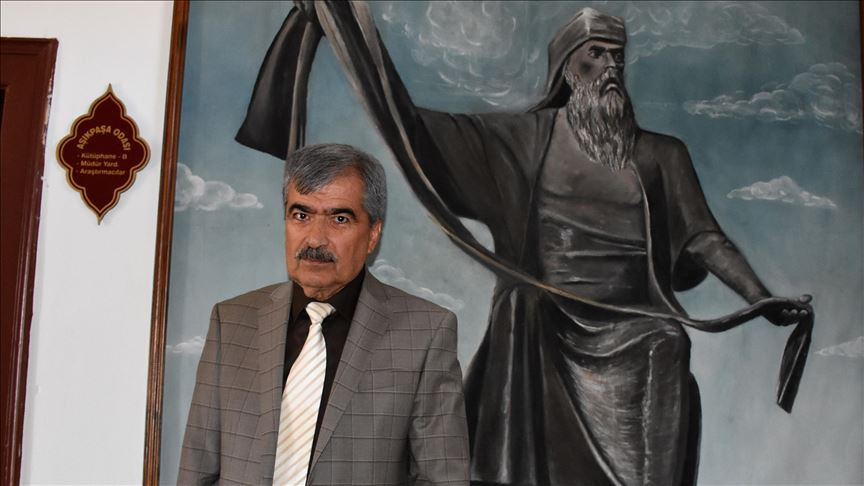 AŞIKPAŞA ODASI
- Kütüphane - B
- Müdür Yard.
- Araştırmacılar